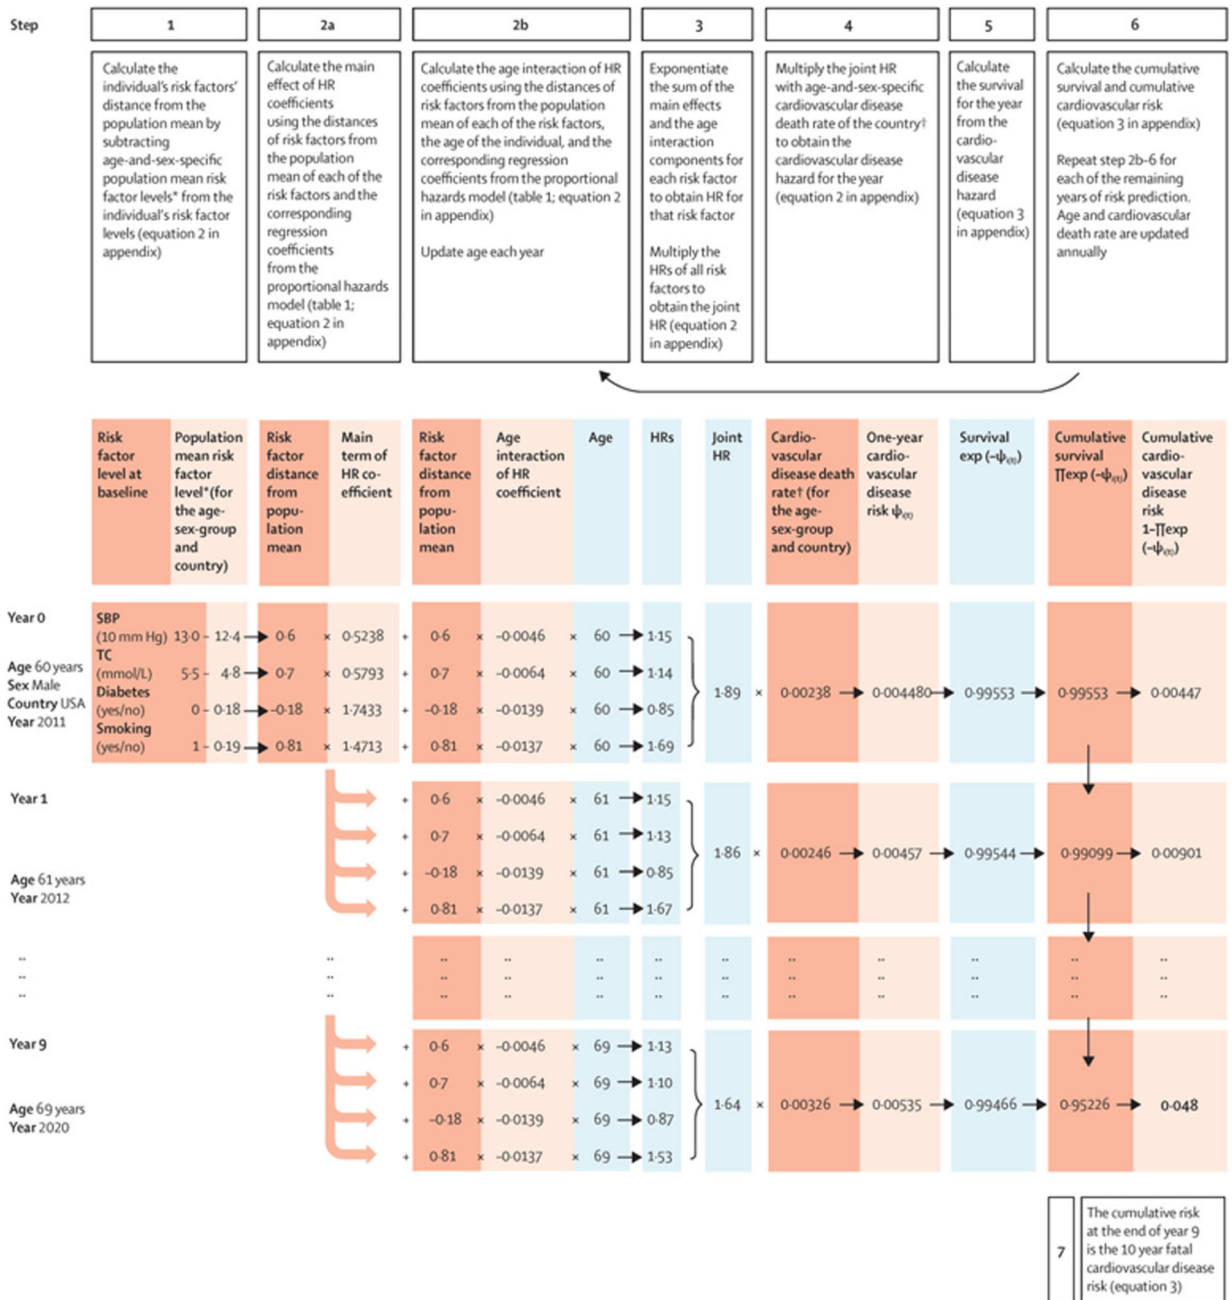 Step 1 2a 2b 3 4 5 6
Calculate the
individual's risk factors'
distance from the
population mean by
subtracting
age-and-sex-specific
population mean risk
factor levels* from the
individual's risk factor
levels (equation 2 in
appendix)
Calculate the main
effect of HR
coefficients
using the distances
of risk factors from
the population
mean of each of the
risk factors and the
corresponding
regression
coefficients
from the
proportional hazards
model (table 1;
equation 2 in
appendix)
Calculate the age interaction of HR
coefficients using the distances of
risk factors from the population
mean of each of the risk factors,
the age of the individual, and the
corresponding regression
coefficients from the proportional
hazards model (table 1; equation 2
in appendix)
Update age each year
Exponentiate
the sum of the
main effects
and the age
interaction
components for
each risk factor
to obtain HR for
that risk factor
Multiply the
HRs of all risk
factors to
obtain the joint
HR (equation 2
in appendix)
Multiply the joint HR
with age-and-sex-specific
cardiovascular disease
death rate of the country†
to obtain the
cardiovascular disease
hazard for the year
(equation 2 in appendix)
Calculate
the survival
for the year
from the
cardio-
vascular
disease
hazard
(equation 3
in appendix)
Calculate the cumulative
survival and cumulative
cardiovascular risk
(equation 3 in appendix)
Repeat step 2b–6 for
each of the remaining
years of risk prediction.
Age and cardiovascular
death rate are updated
annually
Risk
factor
level at
baseline
Population
mean risk
factor
level*(for
the age-
sex-group
and
country)
Risk
factor
distance
from
popu-
lation
mean
Main
term of
HR co-
efficient
Risk
factor
distance
from
popu-
lation
mean
Age
interaction
of HR
coefficient
Age
HRs
Joint
HR
Cardio-
vascular
disease death
rate† (for
the age-
sex-group
and country)
One-year
cardio-
vascular
disease
risk ψi(t)
Survival
exp (-ψi(t))
Cumulative
survival
∏exp (-ψi(t))
Cumulative
cardio-
vascular
disease
risk
1-∏exp
(-ψi(t))
Year 0
Age 60 years
Sex Male
Country USA
Year 2011
SBP
(10 mm Hg) 13·0 – 12·4 → 0·6 × 0·5238 + 0·6 × -0·0046 × 60 → 1·15
TC
(mmol/L) 5·5 – 4·8 → 0·7 × 0·5793 + 0·7 × -0·0064 × 60 → 1·14
Diabetes
(yes/no) 0 – 0·18 → -0·18 × 1·7433 + -0·18 × -0·0139 × 60 → 0·85
Smoking
(yes/no) 1 – 0·19 → 0·81 × 1·4713 + 0·81 × -0·0137 × 60 → 1·69
1·89 × 0·00238 → 0·004480 → 0·99553 → 0·99553 → 0·00447
Year 1
Age 61 years
Year 2012
+ 0·6 × -0·0046 × 61 → 1·15
+ 0·7 × -0·0064 × 61 → 1·13
+ -0·18 × -0·0139 × 61 → 0·85
+ 0·81 × -0·0137 × 61 → 1·67
1·86 × 0·00246 → 0·00457 → 0·99544 → 0·99099 → 0·00901
·· ·· ·· ·· ·· ·· ·· ·· ·· ·· ·· ··
·· ·· ·· ·· ·· ·· ·· ·· ·· ·· ·· ··
·· ·· ·· ·· ·· ·· ·· ·· ·· ·· ·· ··
Year 9
Age 69 years
Year 2020
+ 0·6 × -0·0046 × 69 → 1·13
+ 0·7 × -0·0064 × 69 → 1·10
+ -0·18 × -0·0139 × 69 → 0·87
+ 0·81 × -0·0137 × 69 → 1·53
1·64 × 0·00326 → 0·00535 → 0·99466 → 0·95226 → 0·048
7
The cumulative risk
at the end of year 9
is the 10 year fatal
cardiovascular disease
risk (equation 3)